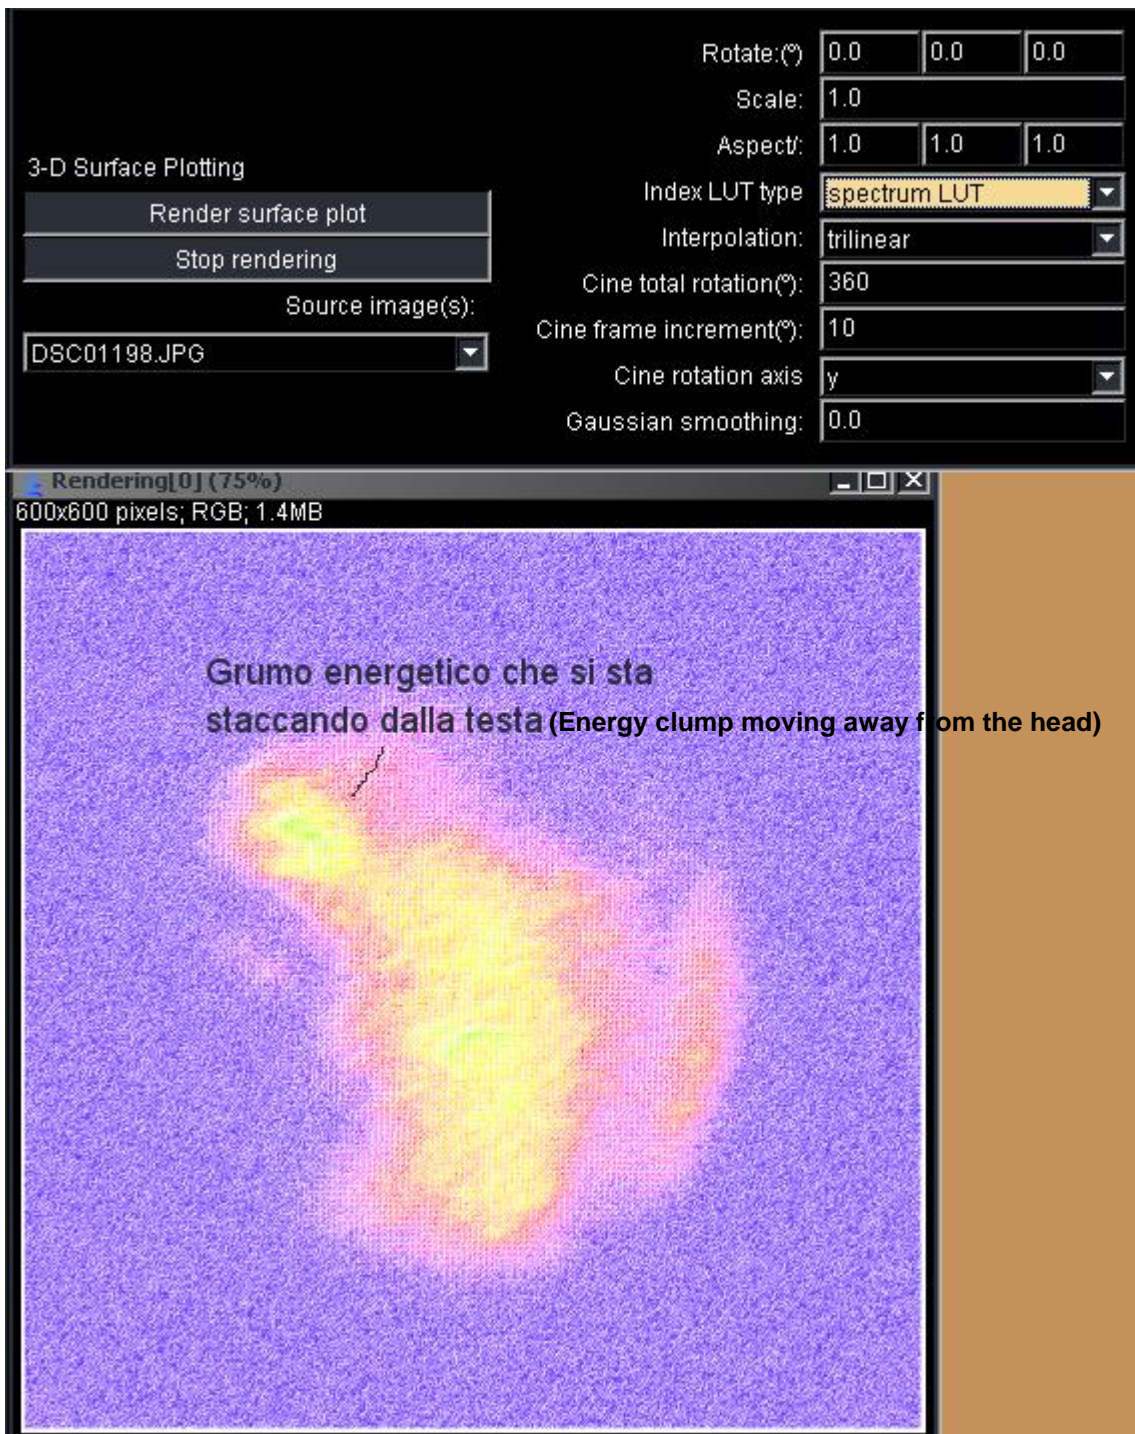 Rotate:(º) 0.0 0.0 0.0
Scale: 1.0
Aspect/: 1.0 1.0 1.0
3-D Surface Plotting
Index LUT type spectrum LUT
Render surface plot
Interpolation: trilinear
Stop rendering
Cine total rotation(º): 360
Source image(s):
Cine frame increment(º): 10
DSC01198.JPG
Cine rotation axis y
Gaussian smoothing: 0.0
Rendering[0] (75%)
600x600 pixels; RGB; 1.4MB
Grumo energetico che si sta
staccando dalla testa (Energy clump moving away from the head)